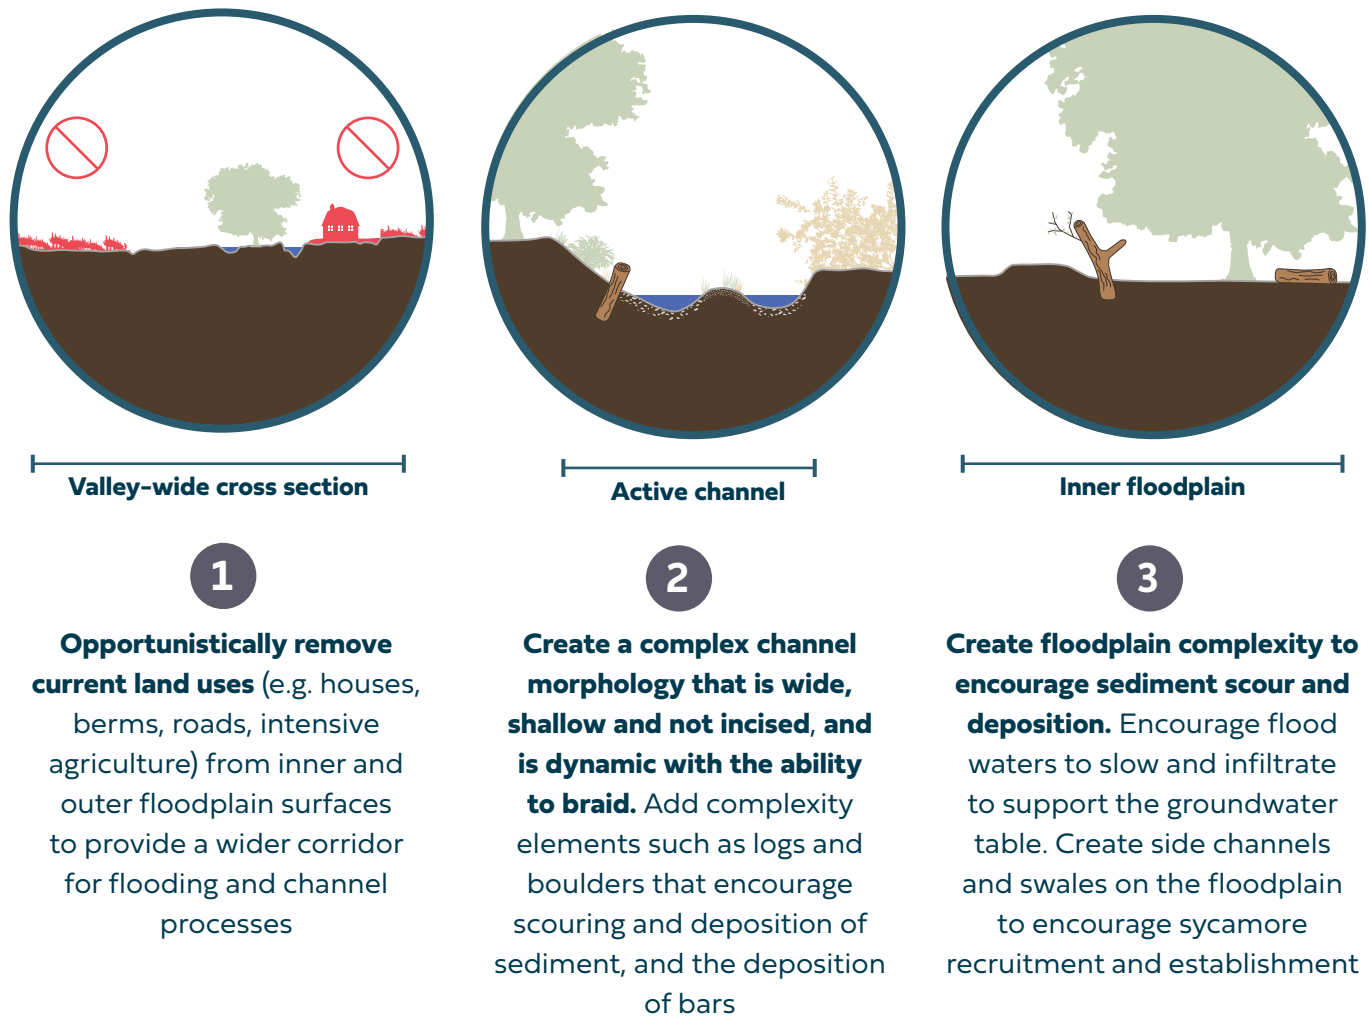 Valley-wide cross section
1
Opportunistically remove
current land uses (e.g. houses,
berms, roads, intensive
agriculture) from inner and
outer floodplain surfaces
to provide a wider corridor
for flooding and channel
processes
Active channel
2
Create a complex channel
morphology that is wide,
shallow and not incised, and
is dynamic with the ability
to braid. Add complexity
elements such as logs and
boulders that encourage
scouring and deposition of
sediment, and the deposition
of bars
Inner floodplain
3
Create floodplain complexity to
encourage sediment scour and
deposition. Encourage flood
waters to slow and infiltrate
to support the groundwater
table. Create side channels
and swales on the floodplain
to encourage sycamore
recruitment and establishment